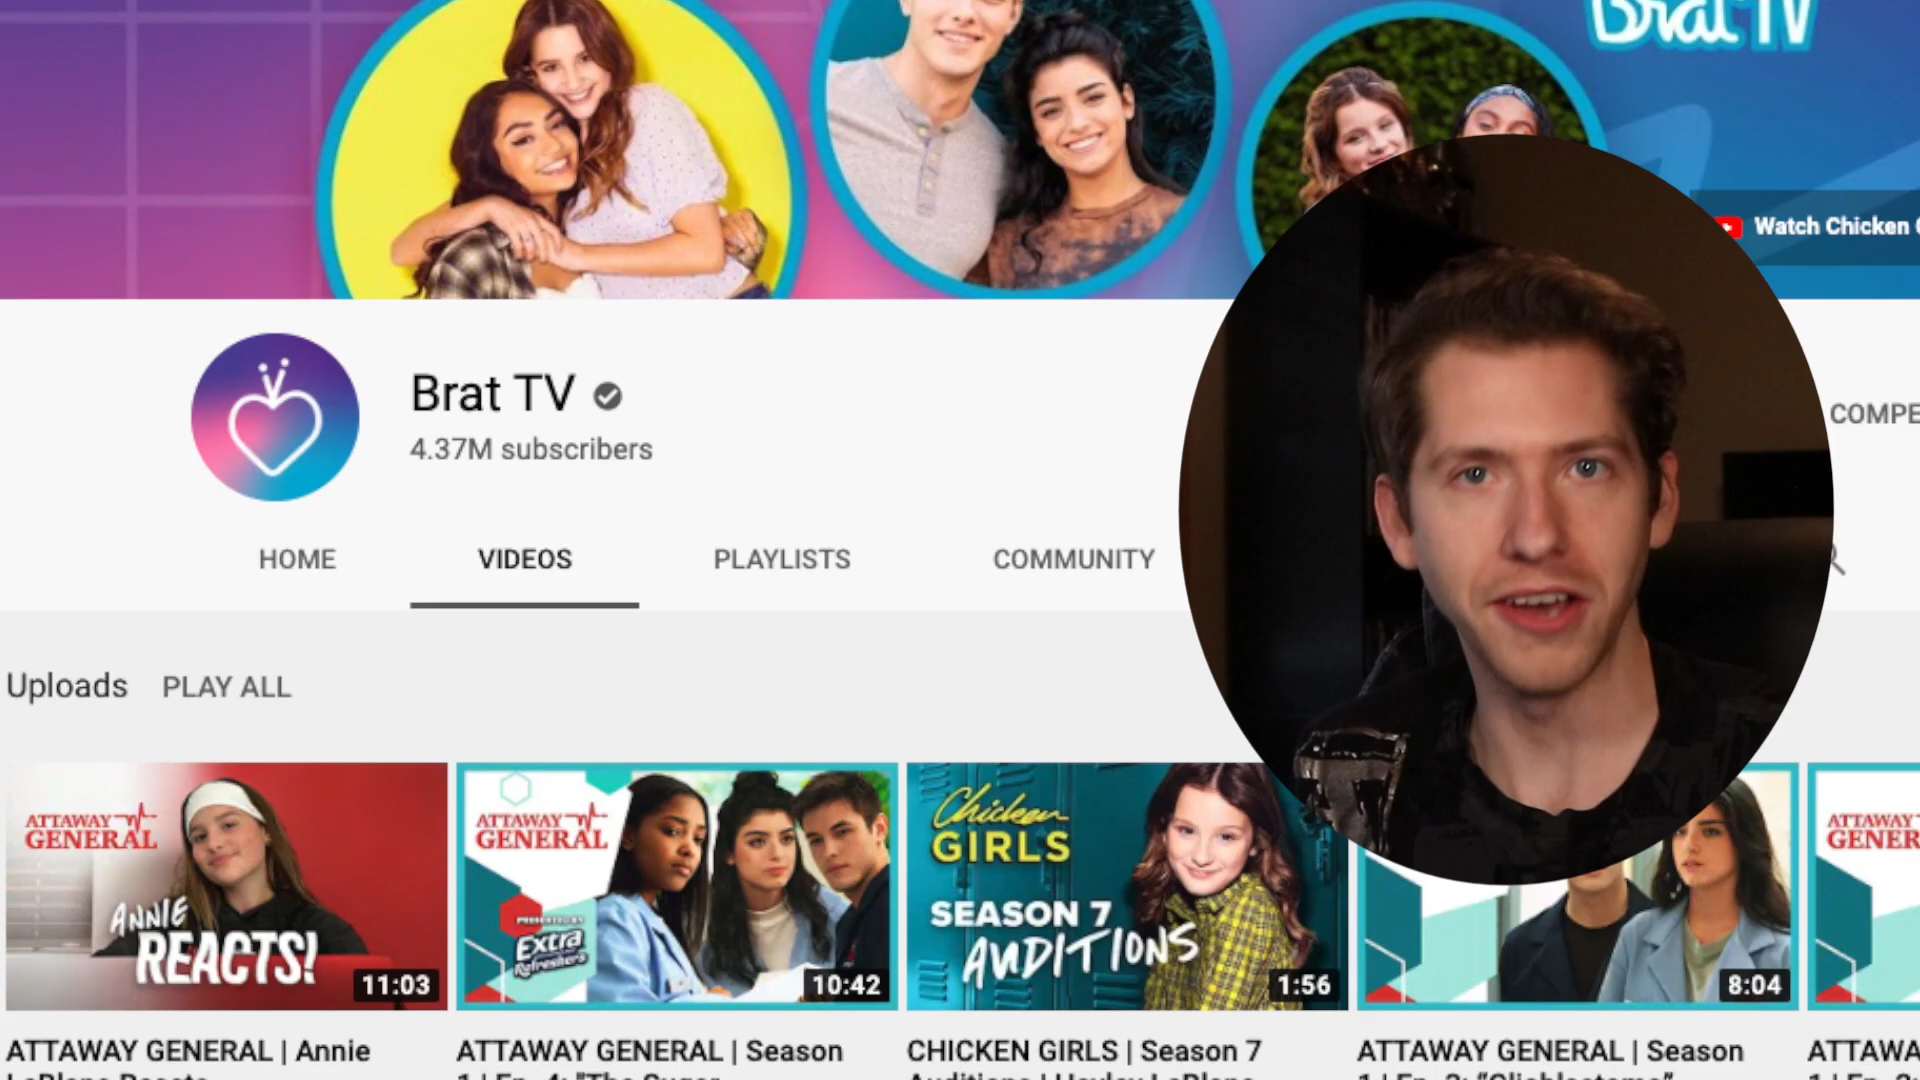 Brat TV
Watch Chicken
Brat TV
4.37M subscribers
COMPE
HOME
VIDEOS
PLAYLISTS
COMMUNITY
Uploads
PLAY ALL
ATTAWAY
GENERAL
ANNIE
REACTS!
11:03
ATTAWAY
GENERAL
PRESENTED BY
Extra
Refreshers
10:42
Chicken
GIRLS
SEASON 7
AUDITIONS
1:56
8:04
ATTAWAY
GENER
ATTAWAY GENERAL | Annie
ATTAWAY GENERAL | Season
CHICKEN GIRLS | Season 7
ATTAWAY GENERAL | Season
ATTAWA